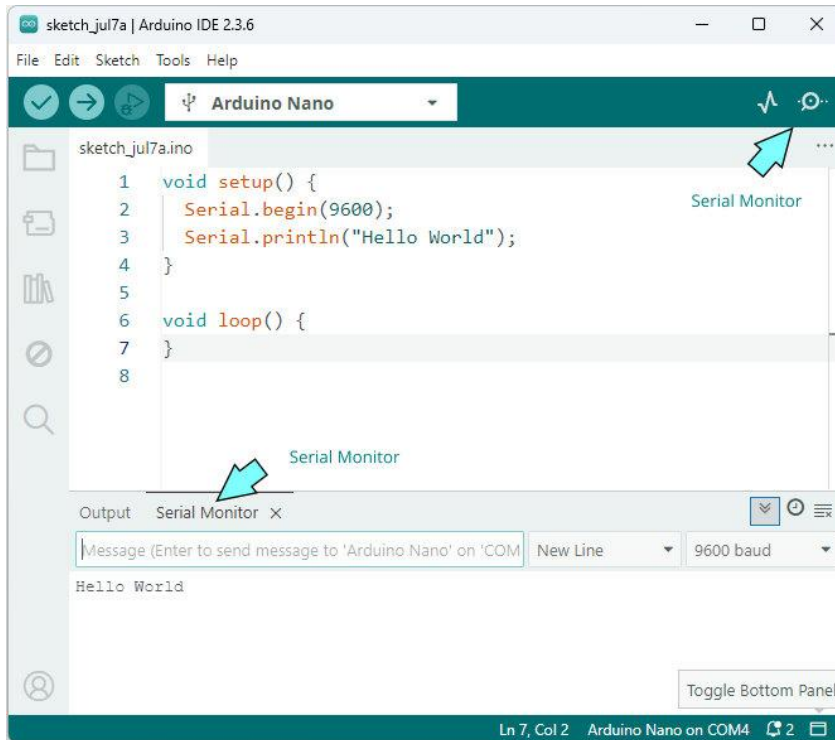 sketch_jul7a | Arduino IDE 2.3.6
File Edit Sketch Tools Help
Arduino Nano
sketch_jul7a.ino
Serial Monitor
1 void setup() {
2 Serial.begin(9600);
3 Serial.println("Hello World");
4 }
5
6 void loop() {
7 }
8
Serial Monitor
Output Serial Monitor
Message (Enter to send message to 'Arduino Nano' on 'COM New Line 9600 baud
Hello World
Toggle Bottom Panel
Ln 7, Col 2 Arduino Nano on COM4 2